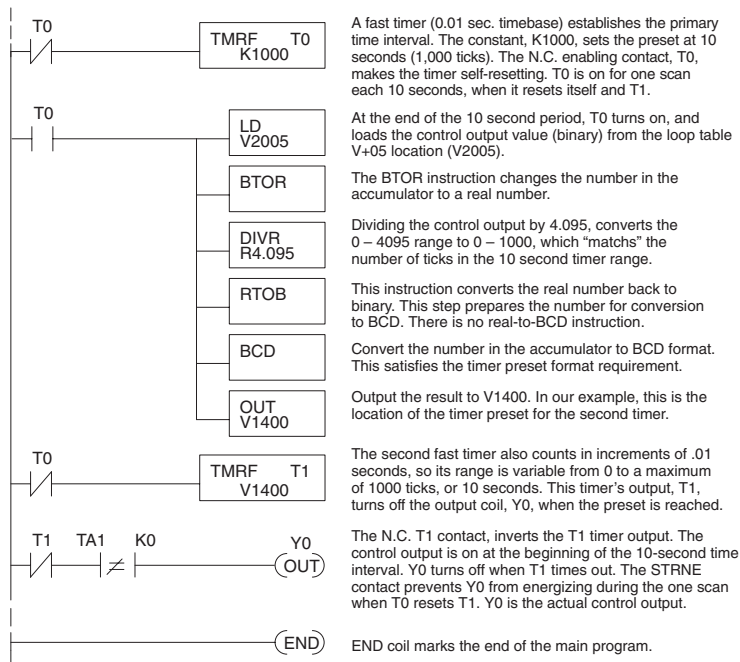 T0
TMRF T0
K1000
A fast timer (0.01 sec. timebase) establishes the primary
time interval. The constant, K1000, sets the preset at 10
seconds (1,000 ticks). The N.C. enabling contact, T0,
makes the timer self-resetting. T0 is on for one scan
each 10 seconds, when it resets itself and T1.
T0
LD
V2005
At the end of the 10 second period, T0 turns on, and
loads the control output value (binary) from the loop table
V+05 location (V2005).
BTOR
The BTOR instruction changes the number in the
accumulator to a real number.
DIVR
R4.095
Dividing the control output by 4.095, converts the
0 – 4095 range to 0 – 1000, which “matchs” the
number of ticks in the 10 second timer range.
RTOB
This instruction converts the real number back to
binary. This step prepares the number for conversion
to BCD. There is no real-to-BCD instruction.
BCD
Convert the number in the accumulator to BCD format.
This satisfies the timer preset format requirement.
OUT
V1400
Output the result to V1400. In our example, this is the
location of the timer preset for the second timer.
T0
TMRF T1
V1400
The second fast timer also counts in increments of .01
seconds, so its range is variable from 0 to a maximum
of 1000 ticks, or 10 seconds. This timer’s output, T1,
turns off the output coil, Y0, when the preset is reached.
T1 TA1 K0 Y0
≠ OUT
The N.C. T1 contact, inverts the T1 timer output. The
control output is on at the beginning of the 10-second time
interval. Y0 turns off when T1 times out. The STRNE
contact prevents Y0 from energizing during the one scan
when T0 resets T1. Y0 is the actual control output.
END
END coil marks the end of the main program.